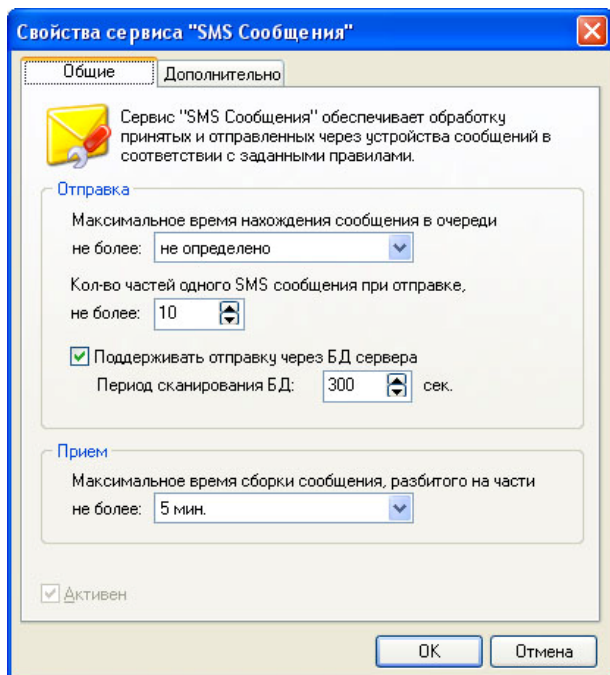 Свойства сервиса "SMS Сообщения"
Общие
Дополнительно
Сервис "SMS Сообщения" обеспечивает обработку
принятых и отправленных через устройства сообщений в
соответствии с заданными правилами.
Отправка
Максимальное время нахождения сообщения в очереди
не более: не определено
Кол-во частей одного SMS сообщения при отправке,
не более: 10
Поддерживать отправку через БД сервера
Период сканирования БД: 300 сек.
Прием
Максимальное время сборки сообщения, разбитого на части
не более: 5 мин.
Активен
OK
Отмена